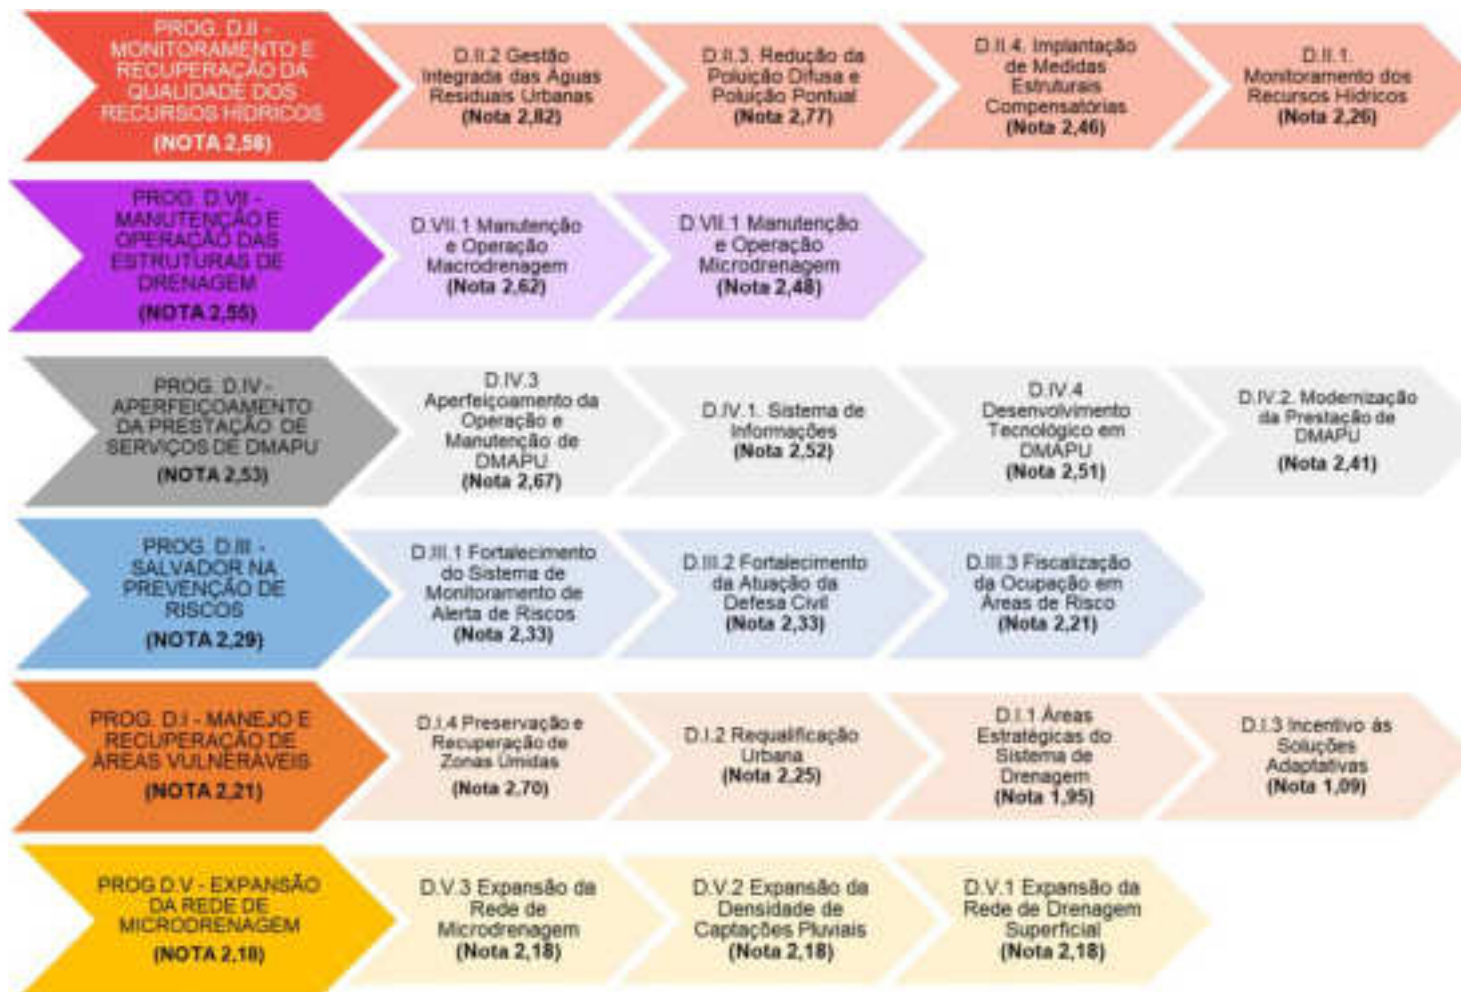 PROG. D.II -
MONITORAMENTO E
RECUPERAÇÃO DA
QUALIDADE DOS
RECURSOS HÍDRICOS
(NOTA 2,58)
D.II.2 Gestão
Integrada das Águas
Residuais Urbanas
(Nota 2,82)
D.II.3. Redução da
Poluição Difusa e
Poluição Pontual
(Nota 2,77)
D.II.4. Implantação
de Medidas
Estruturais
Compensatórias
(Nota 2,46)
D.II.1.
Monitoramento dos
Recursos Hídricos
(Nota 2,26)
PROG. D.VII -
MANUTENÇÃO E
OPERAÇÃO DAS
ESTRUTURAS DE
DRENAGEM
(NOTA 2,55)
D.VII.1 Manutenção
e Operação
Macrodrenagem
(Nota 2,62)
D.VII.1 Manutenção
e Operação
Microdrenagem
(Nota 2,48)
PROG. D.IV -
APERFEIÇOAMENTO
DA PRESTAÇÃO DE
SERVIÇOS DE DMAPU
(NOTA 2,53)
D.IV.3
Aperfeiçoamento da
Operação e
Manutenção de
DMAPU
(Nota 2,67)
D.IV.1. Sistema de
Informações
(Nota 2,52)
D.IV.4
Desenvolvimento
Tecnológico em
DMAPU
(Nota 2,51)
D.IV.2. Modernização
da Prestação de
DMAPU
(Nota 2,41)
PROG. D.III -
SALVADOR NA
PREVENÇÃO DE
RISCOS
(NOTA 2,29)
D.III.1 Fortalecimento
do Sistema de
Monitoramento de
Alerta de Riscos
(Nota 2,33)
D.III.2 Fortalecimento
da Atuação da
Defesa Civil
(Nota 2,33)
D.III.3 Fiscalização
da Ocupação em
Áreas de Risco
(Nota 2,21)
PROG. D.I - MANEJO E
RECUPERAÇÃO DE
ÁREAS VULNERÁVEIS
(NOTA 2,21)
D.I.4 Preservação e
Recuperação de
Zonas Úmidas
(Nota 2,70)
D.I.2 Requalificação
Urbana
(Nota 2,25)
D.I.1 Áreas
Estratégicas do
Sistema de
Drenagem
(Nota 1,95)
D.I.3 Incentivo às
Soluções
Adaptativas
(Nota 1,09)
PROG D.V - EXPANSÃO
DA REDE DE
MICRODRENAGEM
(NOTA 2,18)
D.V.3 Expansão da
Rede de
Microdrenagem
(Nota 2,18)
D.V.2 Expansão da
Densidade de
Captações Pluviais
(Nota 2,18)
D.V.1 Expansão da
Rede de Drenagem
Superficial
(Nota 2,18)